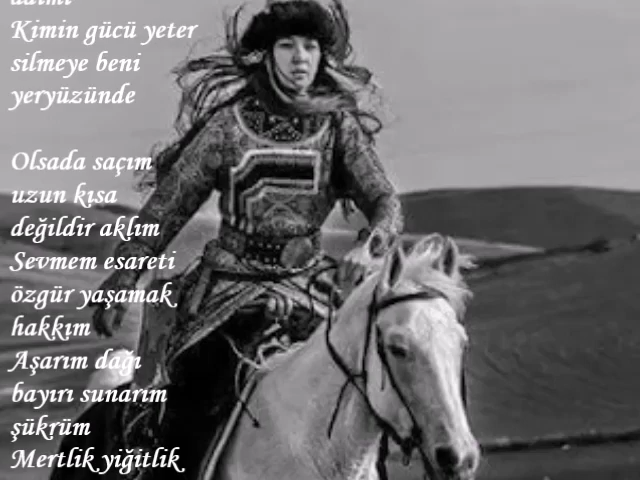 Kimin gücü yeter
silmeye beni
yeryüzünde
Olsada saçım
uzun kısa
değildir aklım
Sevmem esareti
özgür yaşamak
hakkım
Aşarım dağı
bayırı sunarım
şükrüm
Mertlik yiğitlik